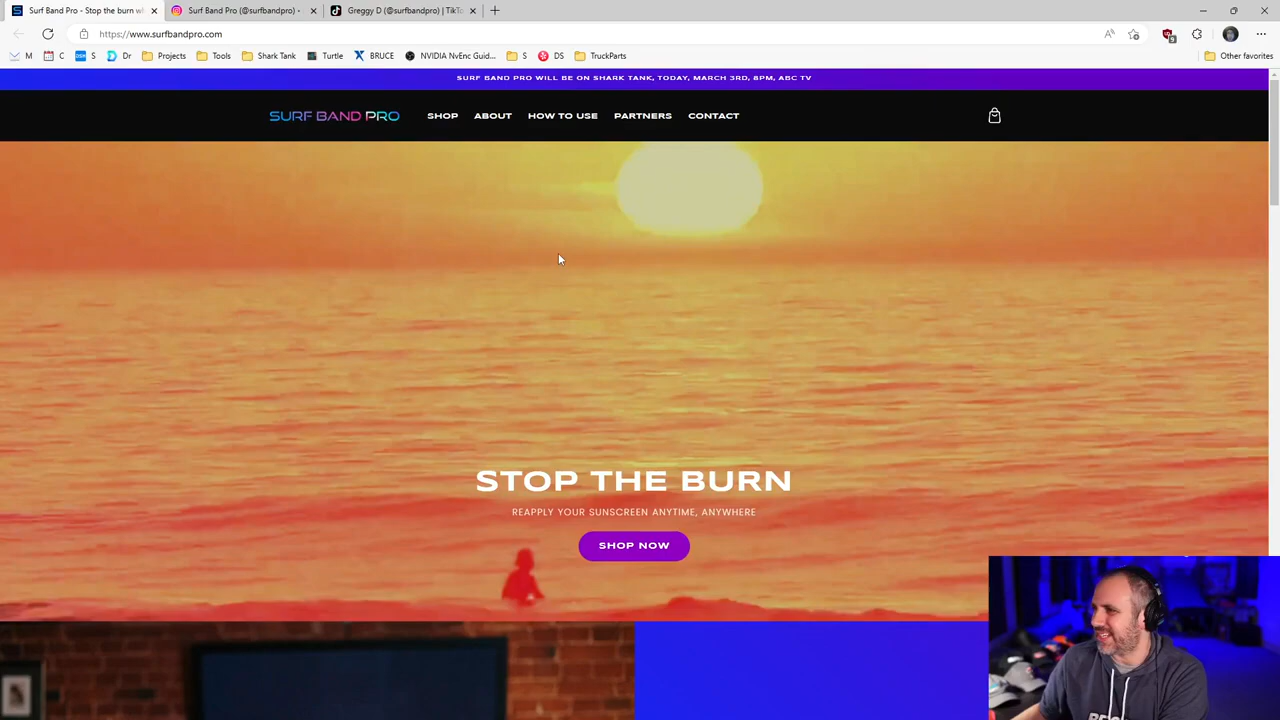 Surf Band Pro - Stop the burn wh
Surf Band Pro (@surfbandpro) •
Greggy D (@surfbandpro) | TikTo
https://www.surfbandpro.com
M
C
S
Dr
Projects
Tools
Shark Tank
Turtle
BRUCE
NVIDIA NvEnc Guid...
S
DS
TruckParts
Other favorites
SURF BAND PRO WILL BE ON SHARK TANK, TODAY, MARCH 3RD, 8PM, ABC TV
SURF BAND PRO
SHOP
ABOUT
HOW TO USE
PARTNERS
CONTACT
STOP THE BURN
REAPPLY YOUR SUNSCREEN ANYTIME, ANYWHERE
SHOP NOW